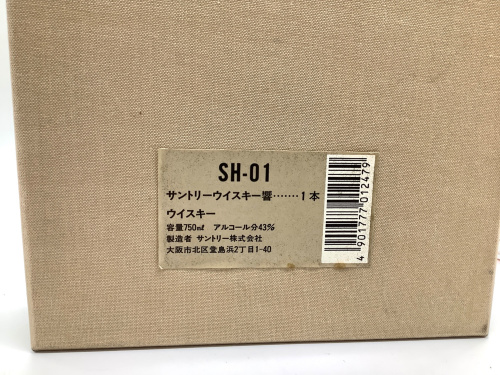 SH-01
サントリーウイスキー響‥‥‥1本
ウイスキー
容量750㎖ アルコール分43%
製造者 サントリー株式会社
大阪市北区堂島浜2丁目1-40
4 901777 012479